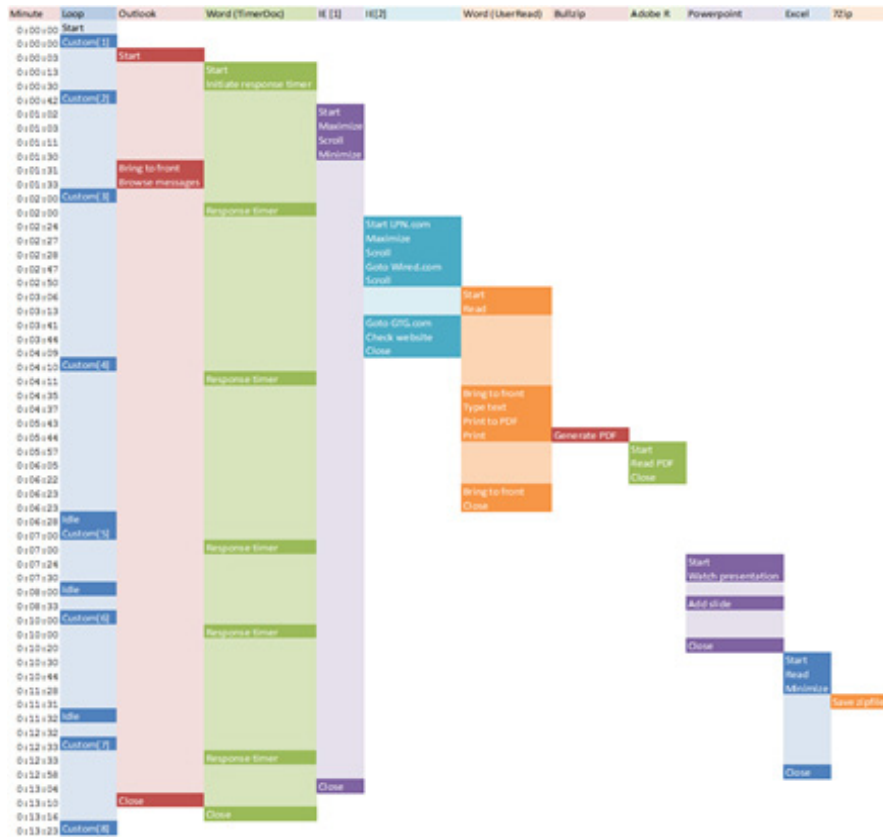 Minute Loop Outlook Word (TimerDoc) IE [1] IE[2] Word (UserRead) Bullzip Adobe R Powerpoint Excel 7Zip
0:00:00 Start
0:00:00 Custom[1]
0:00:03 Start
0:00:13 Start
0:00:30 Initiate response timer
0:00:42 Custom[2]
0:01:02 Start
0:01:03 Maximize
0:01:11 Scroll
0:01:30 Minimize
0:01:31 Bring to front
0:01:33 Browse messages
0:02:00 Custom[3]
0:02:00 Response timer
0:02:24 Start LPN.com
0:02:27 Maximize
0:02:28 Scroll
0:02:47 Goto Wired.com
0:02:50 Scroll
0:03:06 Start
0:03:13 Read
0:03:41 Goto GTG.com
0:03:44 Check website
0:04:09 Close
0:04:10 Custom[4]
0:04:11 Response timer
0:04:35 Bring to front
0:04:37 Type text
0:05:43 Print to PDF
0:05:44 Print Generate PDF
0:05:57 Start
0:06:05 Read PDF
0:06:22 Close
0:06:23 Bring to front
0:06:23 Close
0:06:28 Idle
0:07:00 Custom[5]
0:07:00 Response timer
0:07:24 Start
0:07:30 Watch presentation
0:08:00 Idle
0:08:33 Add slide
0:10:00 Custom[6]
0:10:00 Response timer
0:10:20 Close
0:10:30 Start
0:10:44 Read
0:11:28 Minimize
0:11:31 Save zipfile
0:11:32 Idle
0:12:32
0:12:33 Custom[7]
0:12:33 Response timer
0:12:58 Close
0:13:04 Close
0:13:10 Close
0:13:16 Close
0:13:23 Custom[8]